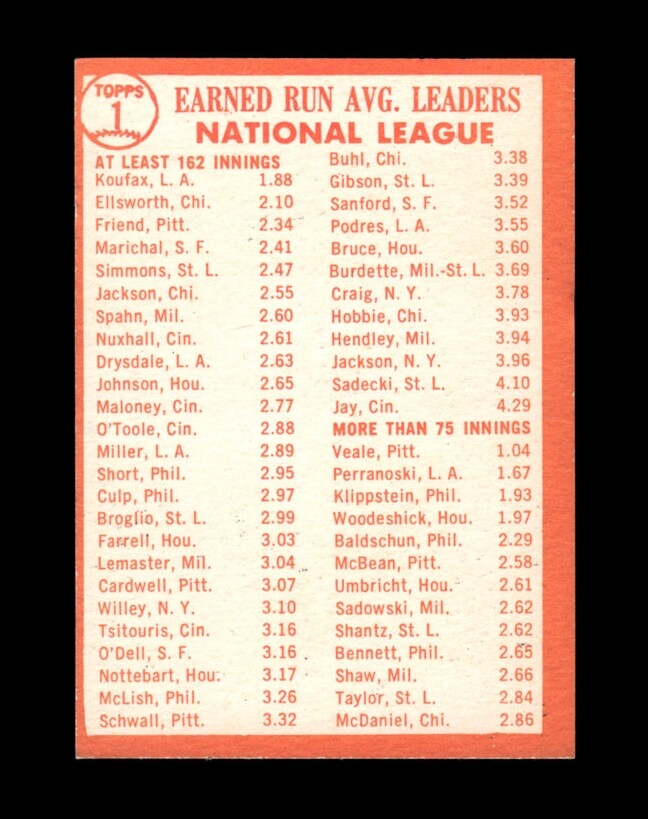 TOPPS
1
EARNED RUN AVG. LEADERS
NATIONAL LEAGUE
AT LEAST 162 INNINGS
Koufax, L. A. 1.88
Ellsworth, Chi. 2.10
Friend, Pitt. 2.34
Marichal, S. F. 2.41
Simmons, St. L. 2.47
Jackson, Chi. 2.55
Spahn, Mil. 2.60
Nuxhall, Cin. 2.61
Drysdale, L. A. 2.63
Johnson, Hou. 2.65
Maloney, Cin. 2.77
O'Toole, Cin. 2.88
Miller, L. A. 2.89
Short, Phil. 2.95
Culp, Phil. 2.97
Broglio, St. L. 2.99
Farrell, Hou. 3.03
Lemaster, Mil. 3.04
Cardwell, Pitt. 3.07
Willey, N. Y. 3.10
Tsitouris, Cin. 3.16
O'Dell, S. F. 3.16
Nottebart, Hou. 3.17
McLish, Phil. 3.26
Schwall, Pitt. 3.32
Buhl, Chi. 3.38
Gibson, St. L. 3.39
Sanford, S. F. 3.52
Podres, L. A. 3.55
Bruce, Hou. 3.60
Burdette, Mil.-St. L. 3.69
Craig, N. Y. 3.78
Hobbie, Chi. 3.93
Hendley, Mil. 3.94
Jackson, N. Y. 3.96
Sadecki, St. L. 4.10
Jay, Cin. 4.29
MORE THAN 75 INNINGS
Veale, Pitt. 1.04
Perranoski, L. A. 1.67
Klippstein, Phil. 1.93
Woodeshick, Hou. 1.97
Baldschun, Phil. 2.29
McBean, Pitt. 2.58
Umbricht, Hou. 2.61
Sadowski, Mil. 2.62
Shantz, St. L. 2.62
Bennett, Phil. 2.65
Shaw, Mil. 2.66
Taylor, St. L. 2.84
McDaniel, Chi. 2.86